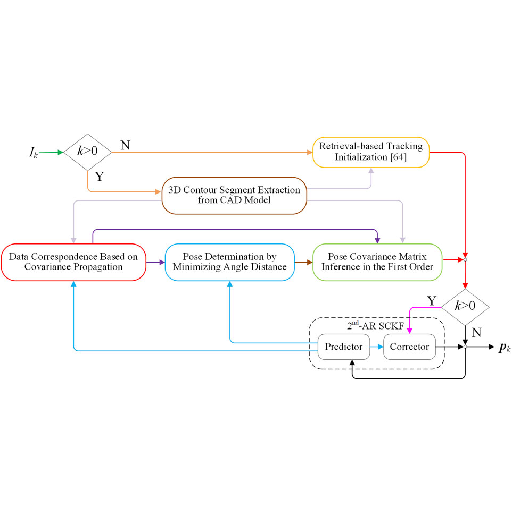 I_k
k>0
N
Y
Retrieval-based Tracking
Initialization [64]
3D Contour Segment Extraction
from CAD Model
Data Correspondence Based on
Covariance Propagation
Pose Determination by
Minimizing Angle Distance
Pose Covariance Matrix
Inference in the First Order
Y
k>0
N
2nd-AR SCKF
Predictor
Corrector
p_k